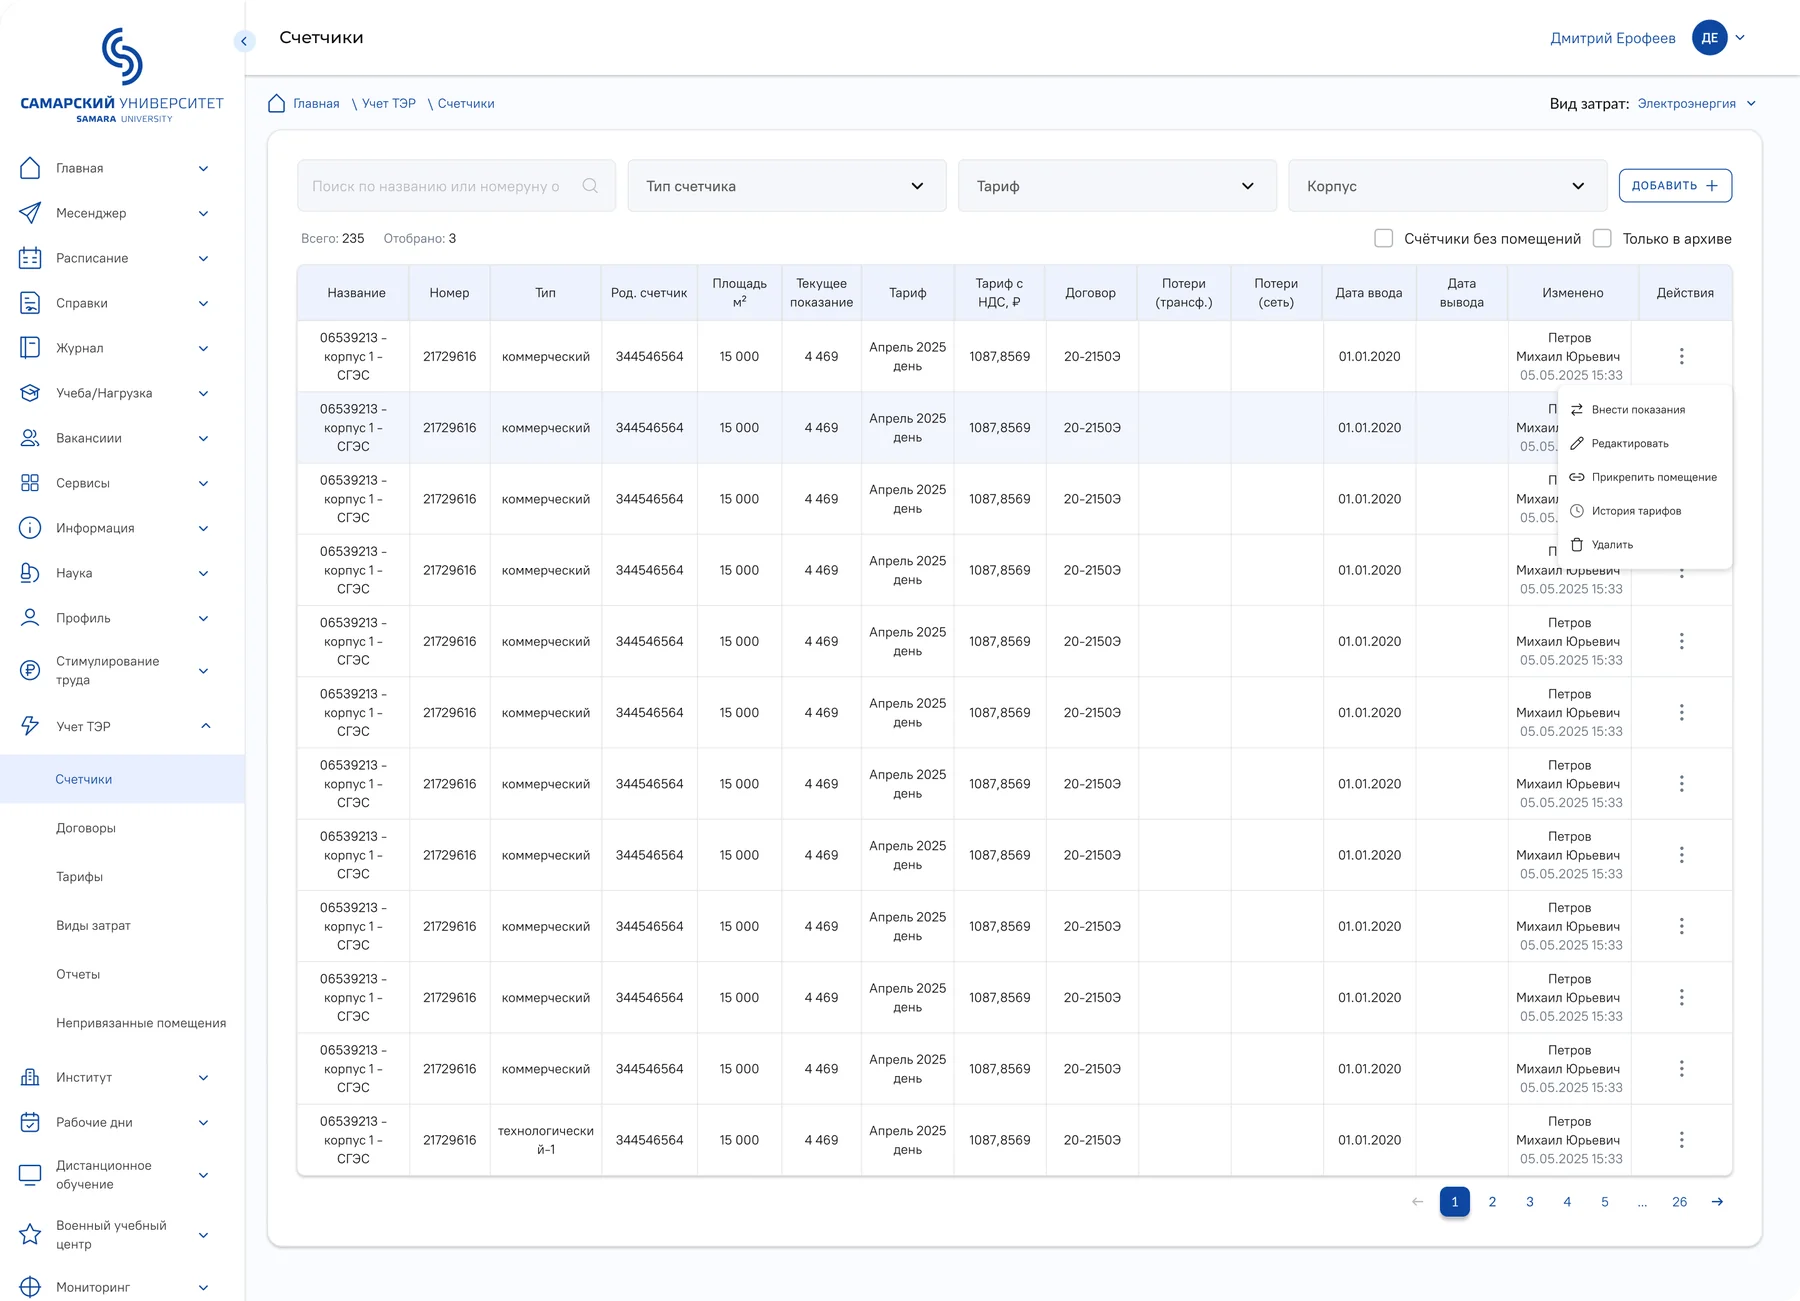 САМАРСКИЙ УНИВЕРСИТЕТ
SAMARA UNIVERSITY
Главная
Месенджер
Расписание
Справки
Журнал
Учеба/Нагрузка
Вакансиии
Сервисы
Информация
Наука
Профиль
Стимулирование
труда
Учет ТЭР
Счетчики
Договоры
Тарифы
Виды затрат
Отчеты
Непривязанные помещения
Институт
Рабочие дни
Дистанционное
обучение
Военный учебный
центр
Мониторинг
Счетчики
Дмитрий Ерофеев ДЕ
Главная \ Учет ТЭР \ Счетчики
Вид затрат: Электроэнергия
Поиск по названию или номеруну о
Тип счетчика
Тариф
Корпус
ДОБАВИТЬ
Всего: 235 Отобрано: 3
Счётчики без помещений Только в архиве
Название Номер Тип Род. счетчик Площадь м² Текущее показание Тариф Тариф с НДС, ₽ Договор Потери (трансф.) Потери (сеть) Дата ввода Дата вывода Изменено Действия
06539213 - корпус 1 - СГЭС 21729616 коммерческий 344546564 15 000 4 469 Апрель 2025 день 1087,8569 20-2150Э 01.01.2020 Петров Михаил Юрьевич 05.05.2025 15:33
06539213 - корпус 1 - СГЭС 21729616 коммерческий 344546564 15 000 4 469 Апрель 2025 день 1087,8569 20-2150Э 01.01.2020 П Михаил 05.05.
06539213 - корпус 1 - СГЭС 21729616 коммерческий 344546564 15 000 4 469 Апрель 2025 день 1087,8569 20-2150Э 01.01.2020 П Михаил 05.05.
06539213 - корпус 1 - СГЭС 21729616 коммерческий 344546564 15 000 4 469 Апрель 2025 день 1087,8569 20-2150Э 01.01.2020 П Михаил Юрьевич 05.05.2025 15:33
06539213 - корпус 1 - СГЭС 21729616 коммерческий 344546564 15 000 4 469 Апрель 2025 день 1087,8569 20-2150Э 01.01.2020 Петров Михаил Юрьевич 05.05.2025 15:33
06539213 - корпус 1 - СГЭС 21729616 коммерческий 344546564 15 000 4 469 Апрель 2025 день 1087,8569 20-2150Э 01.01.2020 Петров Михаил Юрьевич 05.05.2025 15:33
06539213 - корпус 1 - СГЭС 21729616 коммерческий 344546564 15 000 4 469 Апрель 2025 день 1087,8569 20-2150Э 01.01.2020 Петров Михаил Юрьевич 05.05.2025 15:33
06539213 - корпус 1 - СГЭС 21729616 коммерческий 344546564 15 000 4 469 Апрель 2025 день 1087,8569 20-2150Э 01.01.2020 Петров Михаил Юрьевич 05.05.2025 15:33
06539213 - корпус 1 - СГЭС 21729616 коммерческий 344546564 15 000 4 469 Апрель 2025 день 1087,8569 20-2150Э 01.01.2020 Петров Михаил Юрьевич 05.05.2025 15:33
06539213 - корпус 1 - СГЭС 21729616 коммерческий 344546564 15 000 4 469 Апрель 2025 день 1087,8569 20-2150Э 01.01.2020 Петров Михаил Юрьевич 05.05.2025 15:33
06539213 - корпус 1 - СГЭС 21729616 коммерческий 344546564 15 000 4 469 Апрель 2025 день 1087,8569 20-2150Э 01.01.2020 Петров Михаил Юрьевич 05.05.2025 15:33
06539213 - корпус 1 - СГЭС 21729616 технологически й-1 344546564 15 000 4 469 Апрель 2025 день 1087,8569 20-2150Э 01.01.2020 Петров Михаил Юрьевич 05.05.2025 15:33
Внести показания
Редактировать
Прикрепить помещение
История тарифов
Удалить
1 2 3 4 5 ... 26